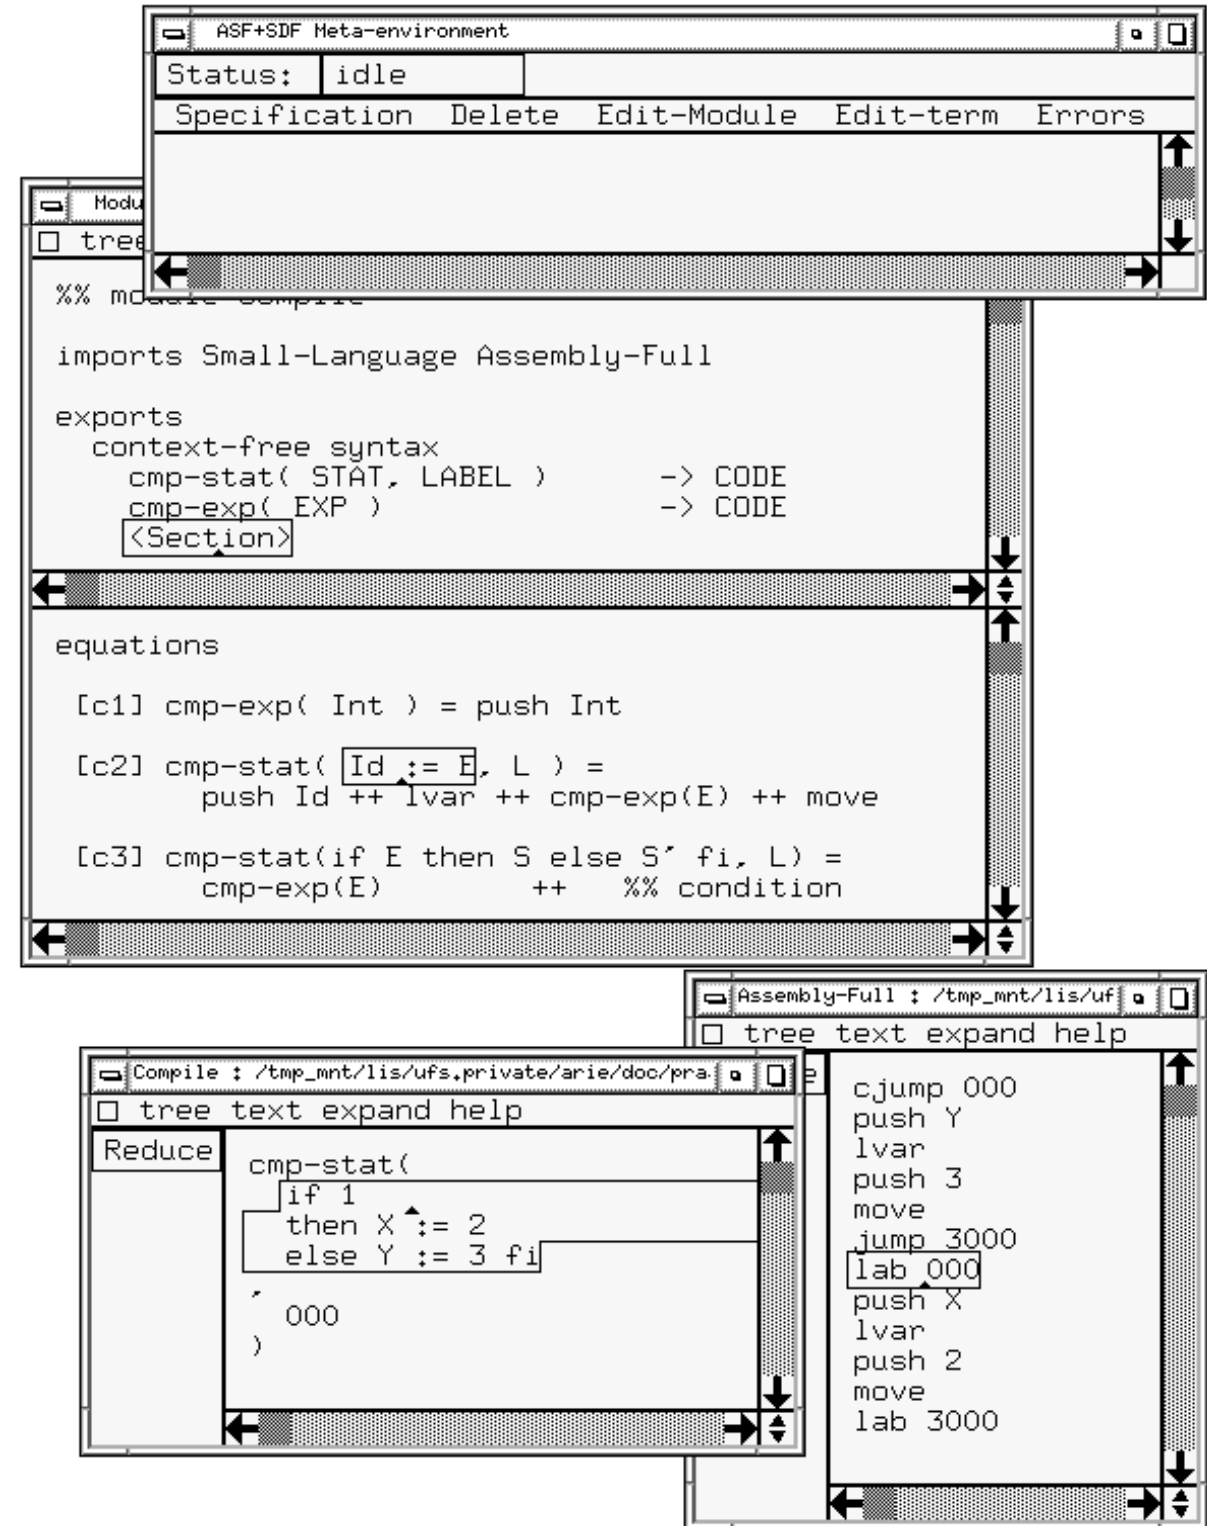 ASF+SDF Meta-environment
Status: idle
Specification Delete Edit-Module Edit-term Errors
Modu
tree
%% module Compile
imports Small-Language Assembly-Full
exports
context-free syntax
cmp-stat( STAT, LABEL ) -> CODE
cmp-exp( EXP ) -> CODE
<Section>
equations
[c1] cmp-exp( Int ) = push Int
[c2] cmp-stat( Id := E, L ) =
push Id ++ lvar ++ cmp-exp(E) ++ move
[c3] cmp-stat(if E then S else S' fi, L) =
cmp-exp(E) ++ %% condition
Assembly-Full : /tmp_mnt/lis/uf
tree text expand help
cjump 000
push Y
lvar
push 3
move
jump 3000
lab 000
push X
lvar
push 2
move
lab 3000
Compile : /tmp_mnt/lis/ufs.private/arie/doc/pra.
tree text expand help
Reduce
cmp-stat(
if 1
then X := 2
else Y := 3 fi
,
000
)